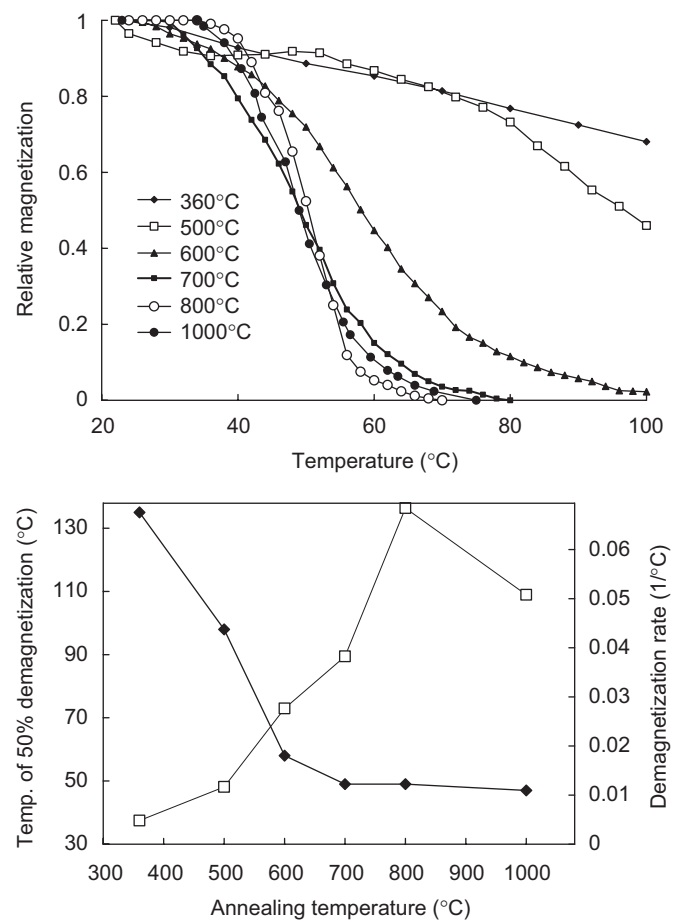 Relative magnetization
1
0.8
0.6
0.4
0.2
0
360°C
500°C
600°C
700°C
800°C
1000°C
20 40 60 80 100
Temperature (°C)
Temp. of 50% demagnetization (°C)
130
110
90
70
50
30
Demagnetization rate (1/°C)
0.06
0.05
0.04
0.03
0.02
0.01
0
300 400 500 600 700 800 900 1000
Annealing temperature (°C)